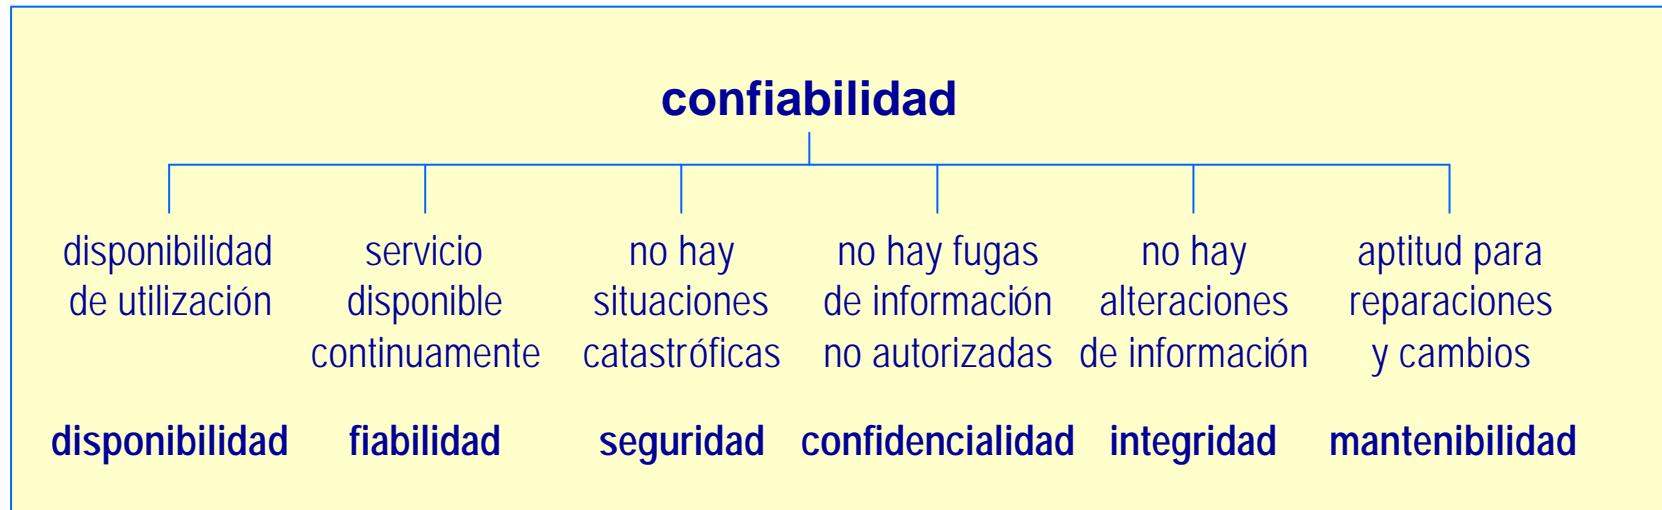 confiabilidad
disponibilidad
de utilización
servicio
disponible
continuamente
no hay
situaciones
catastróficas
no hay fugas
de información
no autorizadas
no hay
alteraciones
de información
aptitud para
reparaciones
y cambios
disponibilidad
fiabilidad
seguridad
confidencialidad
integridad
mantenibilidad